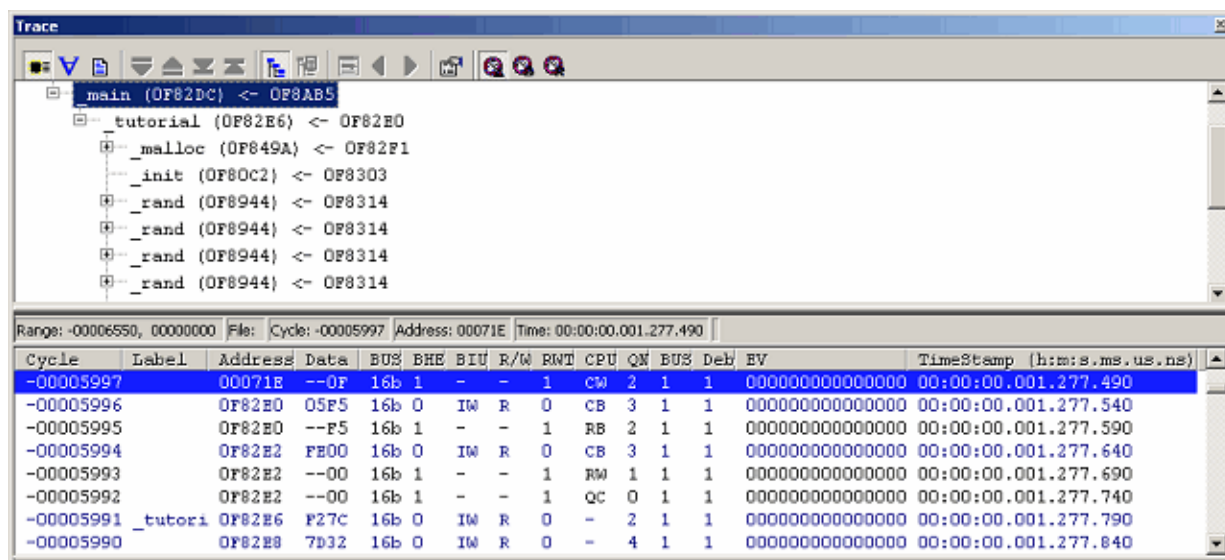 Trace
_main (0F82DC) <- 0F8AB5
_tutorial (0F82E6) <- 0F82E0
_malloc (0F849A) <- 0F82F1
_init (0F80C2) <- 0F8303
_rand (0F8944) <- 0F8314
_rand (0F8944) <- 0F8314
_rand (0F8944) <- 0F8314
_rand (0F8944) <- 0F8314
Range: -00006550, 00000000 File: Cycle: -00005997 Address: 00071E Time: 00:00:00.001.277.490
Cycle Label Address Data BUS BHE BIU R/W RWT CPU QN BUS Deb EV TimeStamp (h:m:s.ms.us.ns)
-00005997 00071E --0F 16b 1 - - 1 CW 2 1 1 0000000000000000 00:00:00.001.277.490
-00005996 0F82E0 05F5 16b 0 IW R 0 CB 3 1 1 0000000000000000 00:00:00.001.277.540
-00005995 0F82E0 --F5 16b 1 - - 1 RB 2 1 1 0000000000000000 00:00:00.001.277.590
-00005994 0F82E2 FE00 16b 0 IW R 0 CB 3 1 1 0000000000000000 00:00:00.001.277.640
-00005993 0F82E2 --00 16b 1 - - 1 RW 1 1 1 0000000000000000 00:00:00.001.277.690
-00005992 0F82E2 --00 16b 1 - - 1 QC 0 1 1 0000000000000000 00:00:00.001.277.740
-00005991 _tutori 0F82E6 F27C 16b 0 IW R 0 - 2 1 1 0000000000000000 00:00:00.001.277.790
-00005990 0F82E8 7D32 16b 0 IW R 0 - 4 1 1 0000000000000000 00:00:00.001.277.840